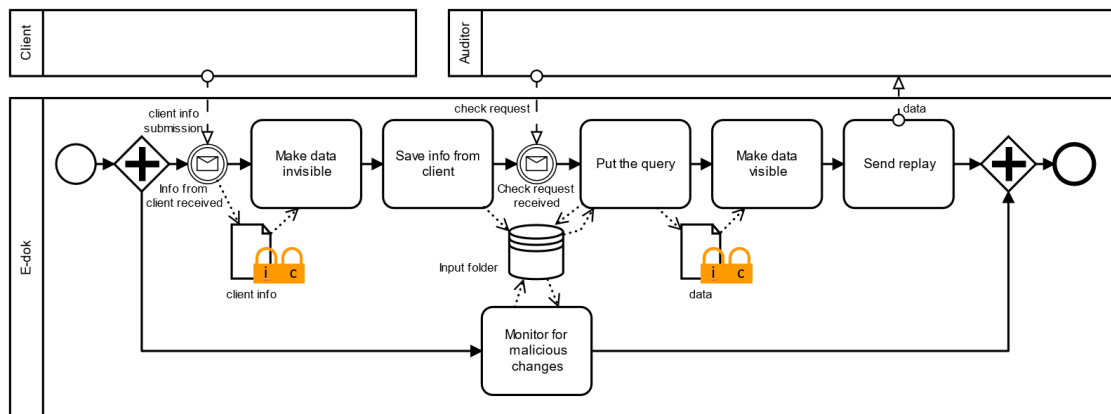 Client
Auditor
E-dok
client info
submission
check request
data
Make data
invisible
Save info from
client
Put the query
Make data
visible
Send replay
Info from
client received
Check request
received
i c
client info
Input folder
i c
data
Monitor for
malicious
changes